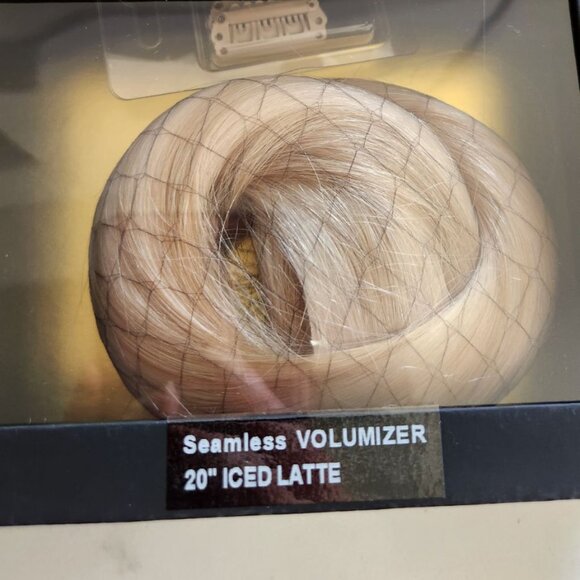 Seamless VOLUMIZER
20" ICED LATTE